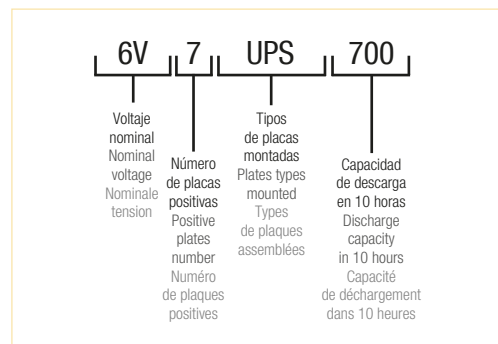 6V 7 UPS 700
Voltaje
nominal
Nominal
voltage
Nominale
tension
Número
de placas
positivas
Positive
plates
number
Numéro
de plaques
positives
Tipos
de placas
montadas
Plates types
mounted
Types
de plaques
assemblées
Capacidad
de descarga
en 10 horas
Discharge
capacity
in 10 hours
Capacité
de déchargement
dans 10 heures